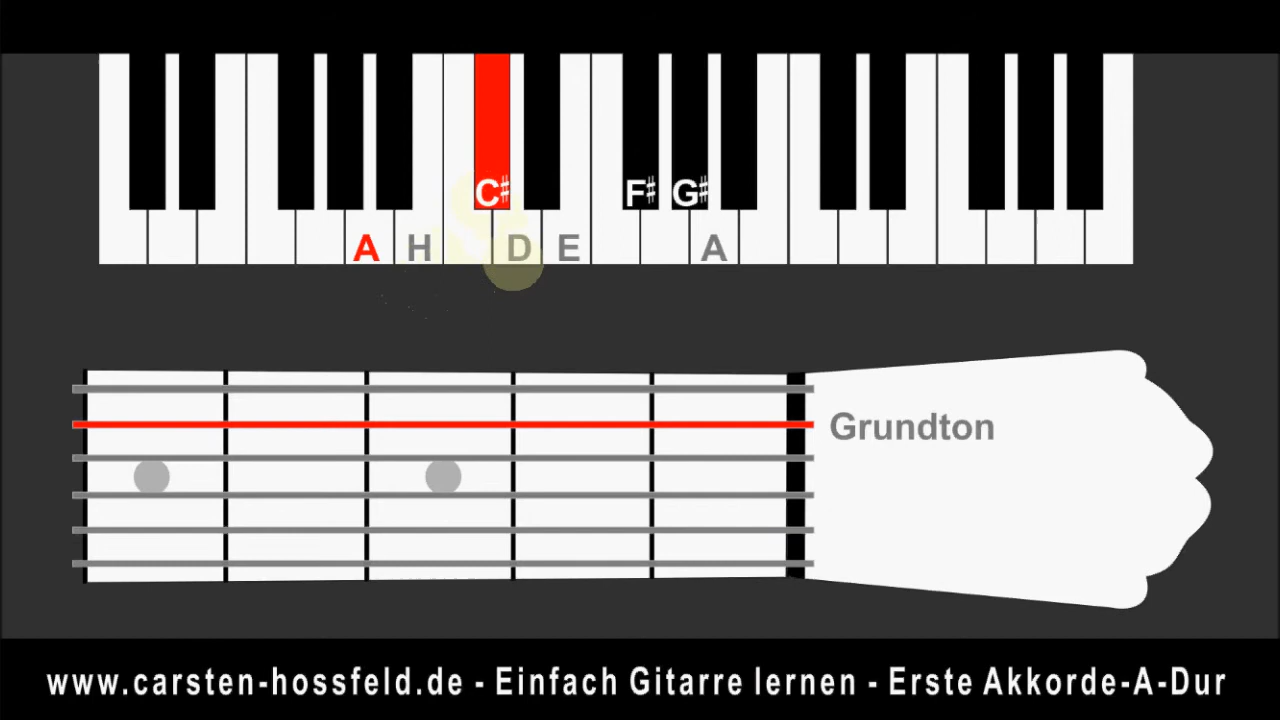 C♯ F♯ G♯
A H D E A
Grundton
www.carsten-hossfeld.de - Einfach Gitarre lernen - Erste Akkorde-A-Dur